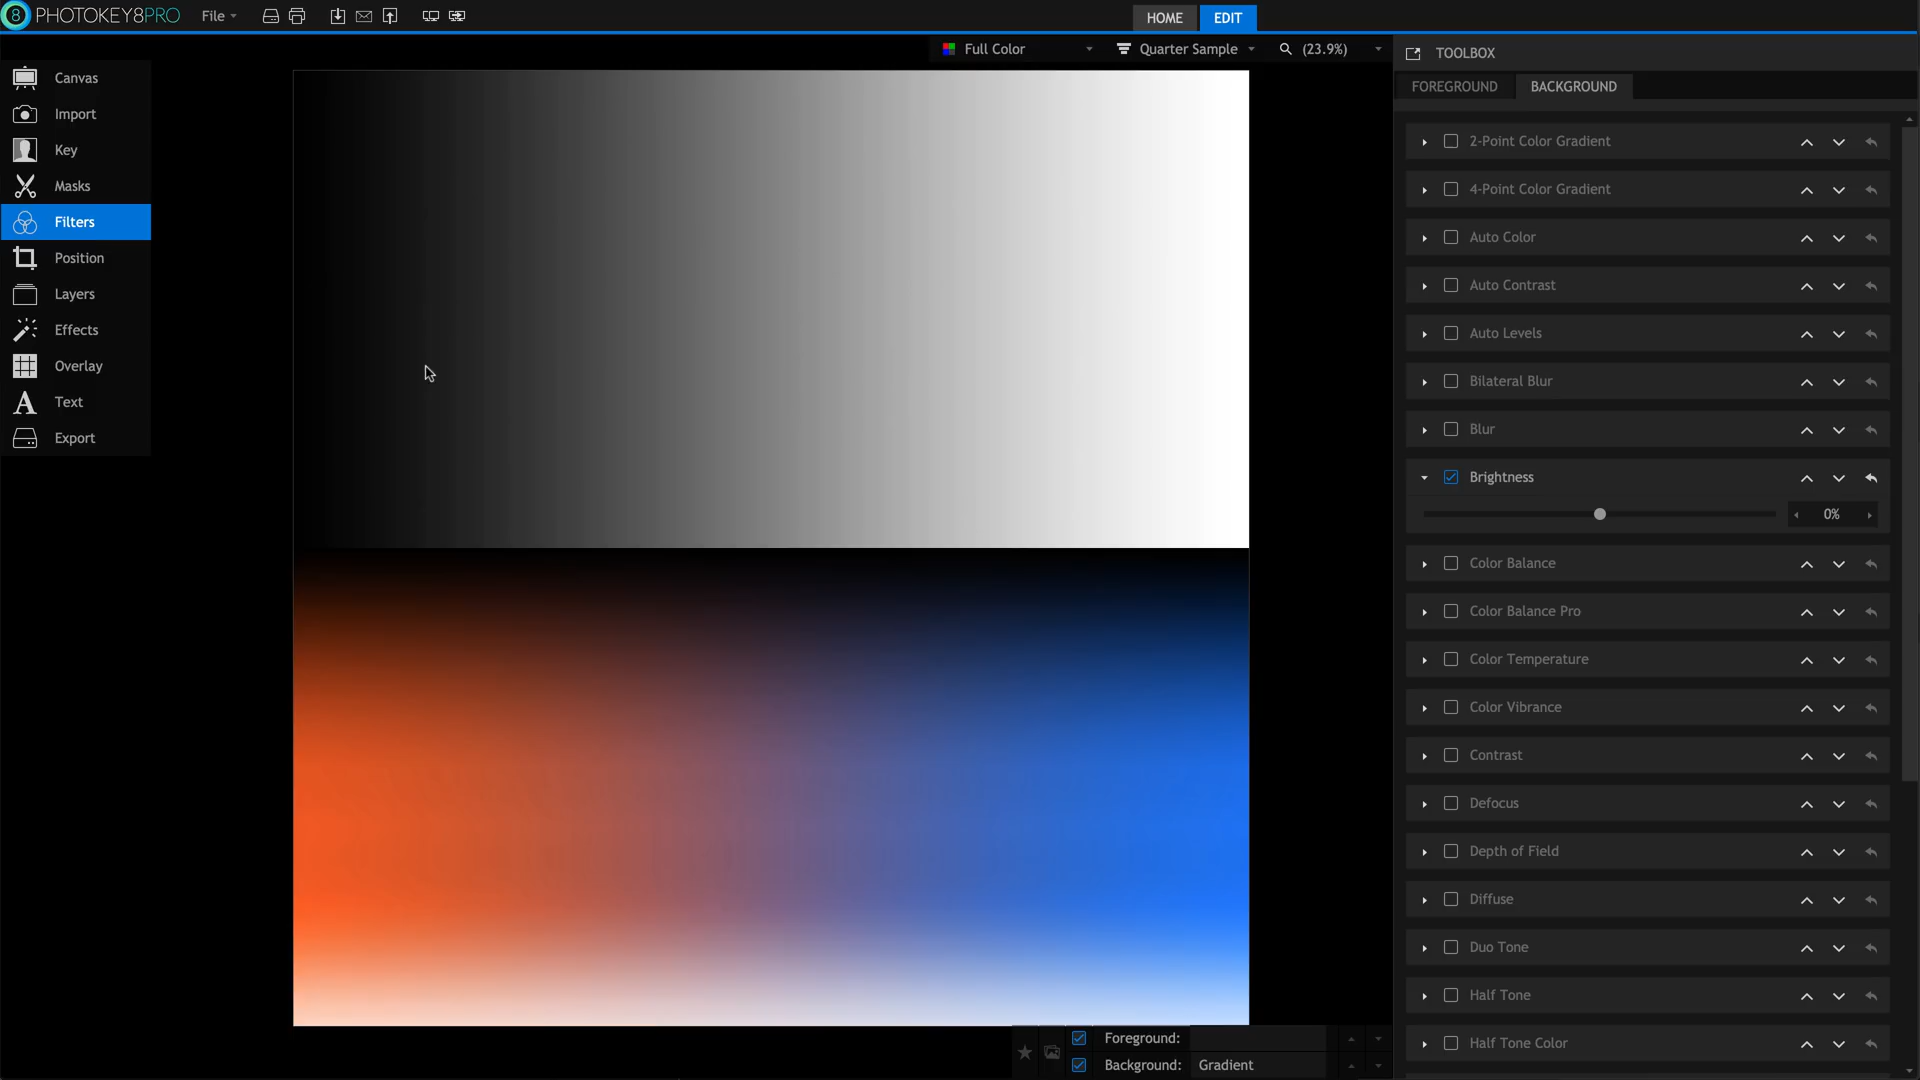 8 PHOTOKEY8PRO File HOME EDIT
Full Color Quarter Sample (23.9%)
TOOLBOX
FOREGROUND BACKGROUND
Canvas
Import
Key
Masks
Filters
Position
Layers
Effects
Overlay
A Text
Export
2-Point Color Gradient
4-Point Color Gradient
Auto Color
Auto Contrast
Auto Levels
Bilateral Blur
Blur
Brightness
0%
Color Balance
Color Balance Pro
Color Temperature
Color Vibrance
Contrast
Defocus
Depth of Field
Diffuse
Duo Tone
Half Tone
Half Tone Color
Foreground:
Background: Gradient